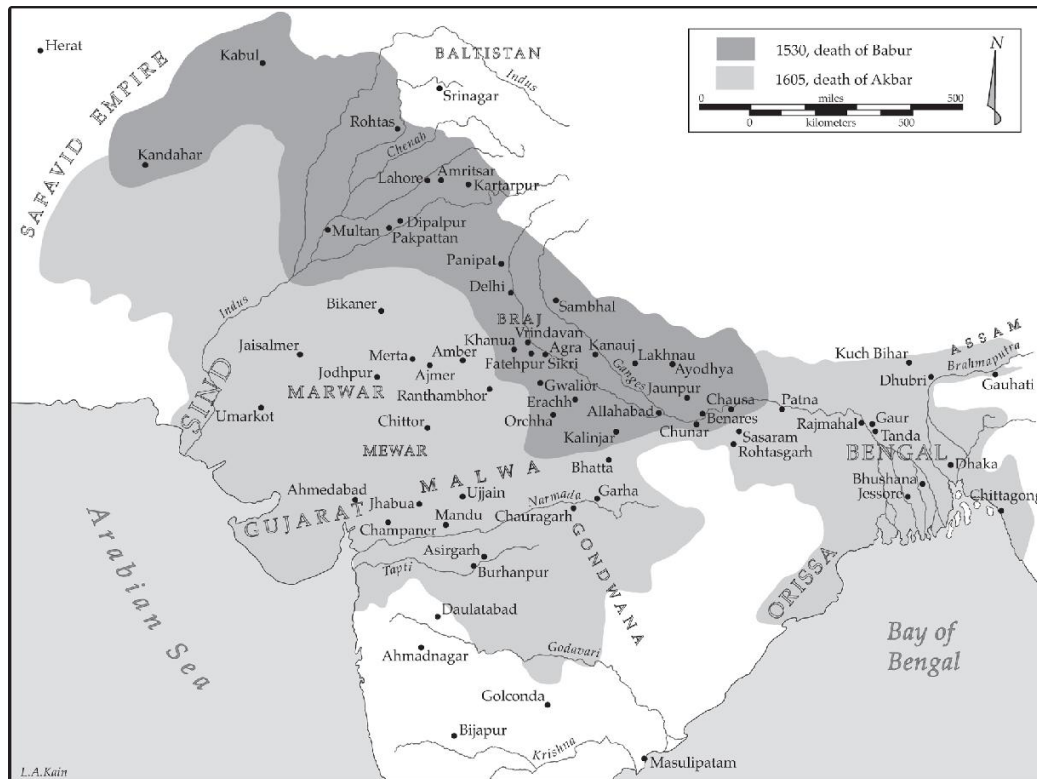 1530, death of Babur
1605, death of Akbar
N
0 miles 500
0 kilometers 500
Herat
SAFAVID EMPIRE
Kabul
BALTISTAN
Indus
Srinagar
Rohtas
Chenab
Kandahar
Lahore
Amritsar
Kartarpur
Multan
Dipalpur
Pakpattan
Panipat
Delhi
Indus
Bikaner
Sambhal
BRAJ
Vrindavan
Khanua
Agra
Kanauj
Fatehpur Sikri
Jaisalmer
Merta
Amber
Ajmer
Jodhpur
MARWAR
Ranthambhor
Ganges
Lakhnau
Ayodhya
Gwalior
Jaunpur
Erachh
Orchha
Allahabad
Chausa
Benares
Chunar
Patna
SIND
Umarkot
Chittor
MEWAR
Kalinjar
Sasaram
Rohtasgarh
Bhatta
Kuch Bihar
ASSAM
Brahmaputra
Dhubri
Gauhati
Rajmahal
Gaur
Tanda
BENGAL
Dhaka
Bhushana
Jessore
Chittagong
MALWA
Ahmedabad
Jhabua
Ujjain
Narmada
Garha
GUJARAT
Champaner
Mandu
Chauragarh
Asirgarh
Tapti
Burhanpur
GONDWANA
ORISSA
Arabian Sea
Daulatabad
Ahmadnagar
Godavari
Bay of
Bengal
Golconda
Bijapur
Krishna
Masulipatam
L.A.Kain